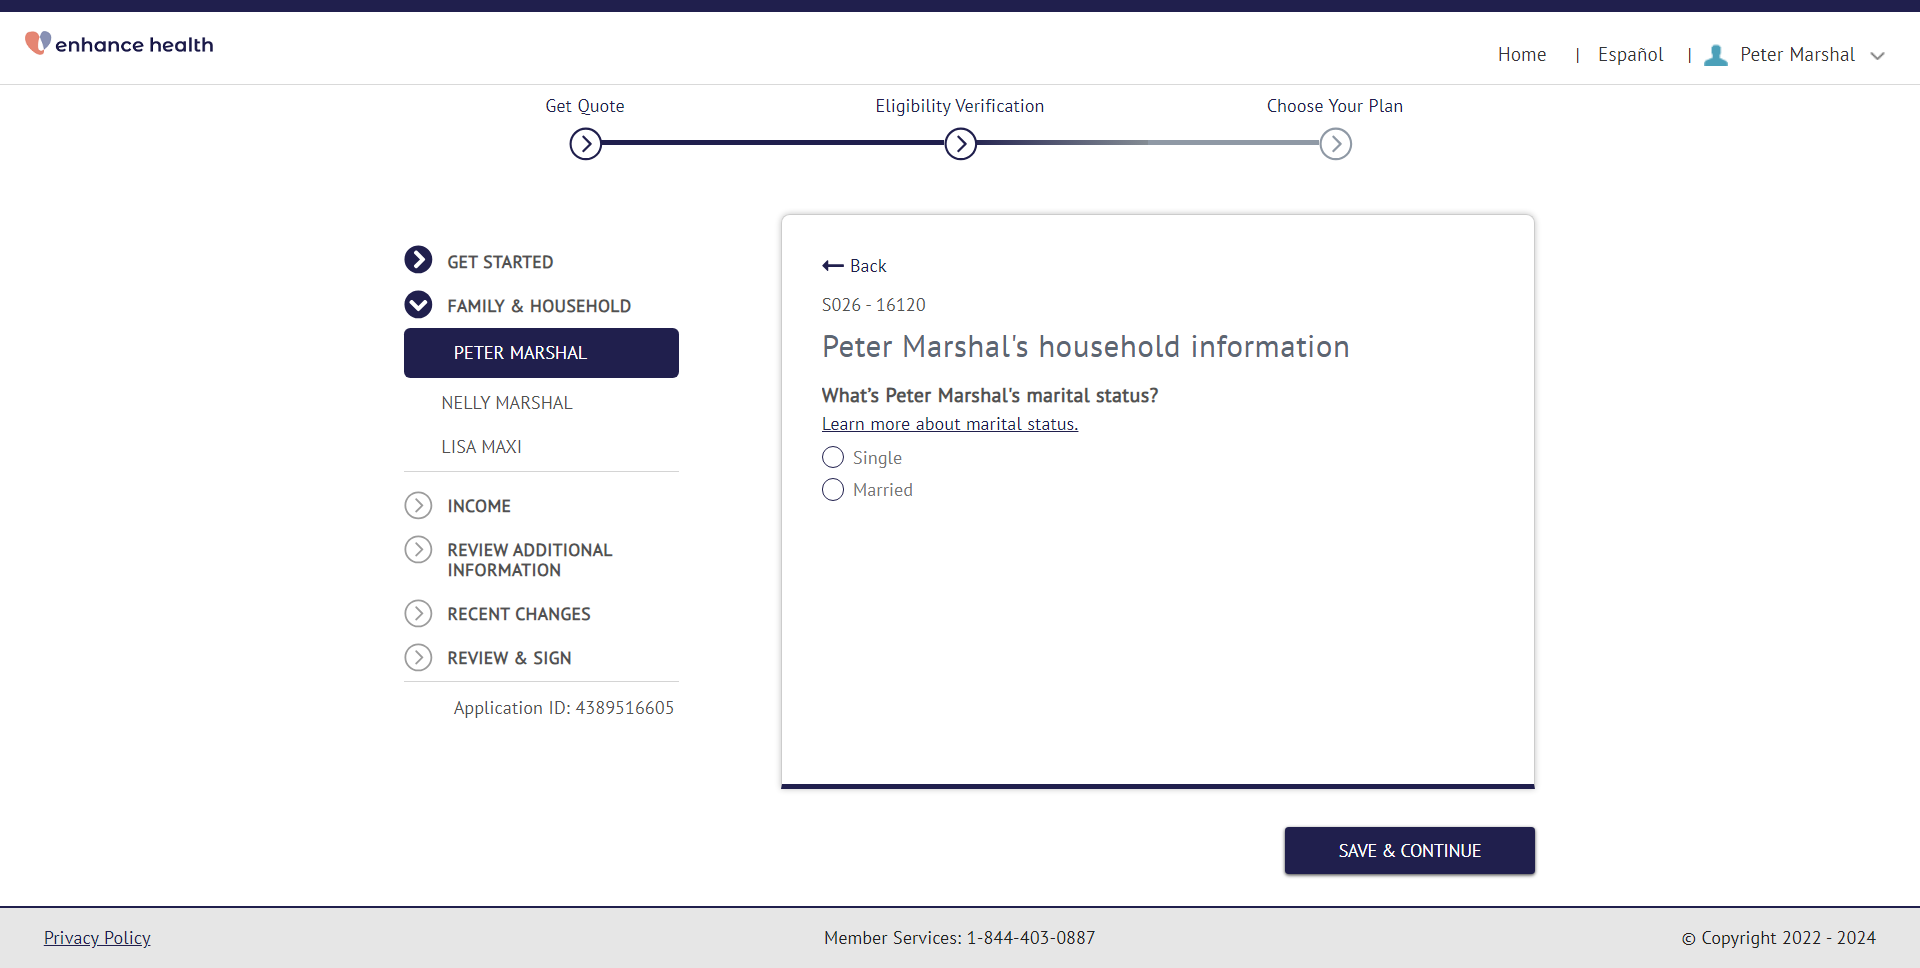 enhance health
Home | Español | Peter Marshal
Get Quote
Eligibility Verification
Choose Your Plan
GET STARTED
FAMILY & HOUSEHOLD
PETER MARSHAL
NELLY MARSHAL
LISA MAXI
INCOME
REVIEW ADDITIONAL
INFORMATION
RECENT CHANGES
REVIEW & SIGN
Application ID: 4389516605
Back
S026 - 16120
Peter Marshal's household information
What’s Peter Marshal's marital status?
Learn more about marital status.
Single
Married
SAVE & CONTINUE
Privacy Policy
Member Services: 1-844-403-0887
© Copyright 2022 - 2024